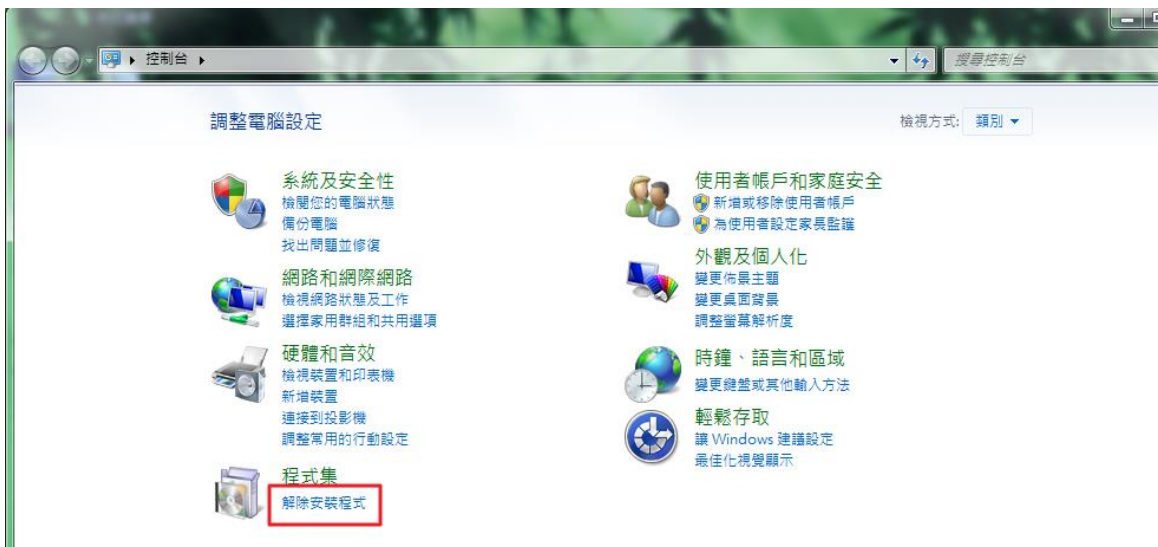 控制台
搜尋控制台
調整電腦設定
檢視方式: 類別
系統及安全性
檢閱您的電腦狀態
備份電腦
找出問題並修復
網路和網際網路
檢視網路狀態及工作
選擇家用群組和共用選項
硬體和音效
檢視裝置和印表機
新增裝置
連接到投影機
調整常用的行動設定
程式集
解除安裝程式
使用者帳戶和家庭安全
新增或移除使用者帳戶
為使用者設定家長監護
外觀及個人化
變更佈景主題
變更桌面背景
調整螢幕解析度
時鐘、語言和區域
變更鍵盤或其他輸入方法
輕鬆存取
讓 Windows 建議設定
最佳化視覺顯示